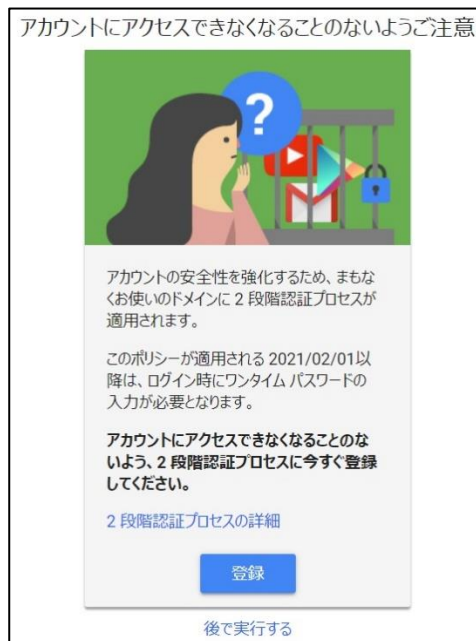 アカウントにアクセスできなくなることのないようご注意
?
アカウントの安全性を強化するため、まもな
くお使いのドメインに 2 段階認証プロセスが
適用されます。
このポリシーが適用される 2021/02/01以
降は、ログイン時にワンタイム パスワードの
入力が必要となります。
アカウントにアクセスできなくなることのな
いよう、2 段階認証プロセスに今すぐ登録
してください。
2 段階認証プロセスの詳細
登録
後で実行する